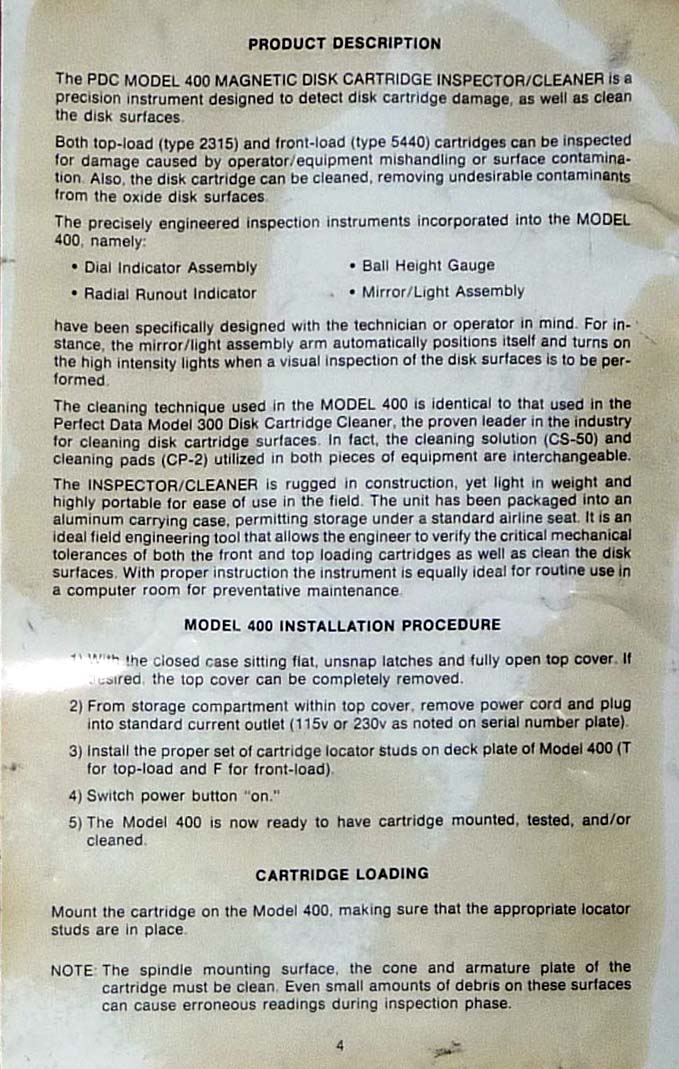 PRODUCT DESCRIPTION
The PDC MODEL 400 MAGNETIC DISK CARTRIDGE INSPECTOR/CLEANER is a
precision instrument designed to detect disk cartridge damage, as well as clean
the disk surfaces.
Both top-load (type 2315) and front-load (type 5440) cartridges can be inspected
for damage caused by operator/equipment mishandling or surface contamina-
tion. Also, the disk cartridge can be cleaned, removing undesirable contaminants
from the oxide disk surfaces.
The precisely engineered inspection instruments incorporated into the MODEL
400, namely:
• Dial Indicator Assembly • Ball Height Gauge
• Radial Runout Indicator • Mirror/Light Assembly
have been specifically designed with the technician or operator in mind. For in-
stance, the mirror/light assembly arm automatically positions itself and turns on
the high intensity lights when a visual inspection of the disk surfaces is to be per-
formed.
The cleaning technique used in the MODEL 400 is identical to that used in the
Perfect Data Model 300 Disk Cartridge Cleaner, the proven leader in the industry
for cleaning disk cartridge surfaces. In fact, the cleaning solution (CS-50) and
cleaning pads (CP-2) utilized in both pieces of equipment are interchangeable.
The INSPECTOR/CLEANER is rugged in construction, yet light in weight and
highly portable for ease of use in the field. The unit has been packaged into an
aluminum carrying case, permitting storage under a standard airline seat. It is an
ideal field engineering tool that allows the engineer to verify the critical mechanical
tolerances of both the front and top loading cartridges as well as clean the disk
surfaces. With proper instruction the instrument is equally ideal for routine use in
a computer room for preventative maintenance.
MODEL 400 INSTALLATION PROCEDURE
1) With the closed case sitting flat, unsnap latches and fully open top cover. If
desired, the top cover can be completely removed.
2) From storage compartment within top cover, remove power cord and plug
into standard current outlet (115v or 230v as noted on serial number plate).
3) Install the proper set of cartridge locator studs on deck plate of Model 400 (T
for top-load and F for front-load).
4) Switch power button "on."
5) The Model 400 is now ready to have cartridge mounted, tested, and/or
cleaned.
CARTRIDGE LOADING
Mount the cartridge on the Model 400, making sure that the appropriate locator
studs are in place.
NOTE: The spindle mounting surface, the cone and armature plate of the
cartridge must be clean. Even small amounts of debris on these surfaces
can cause erroneous readings during inspection phase.
4